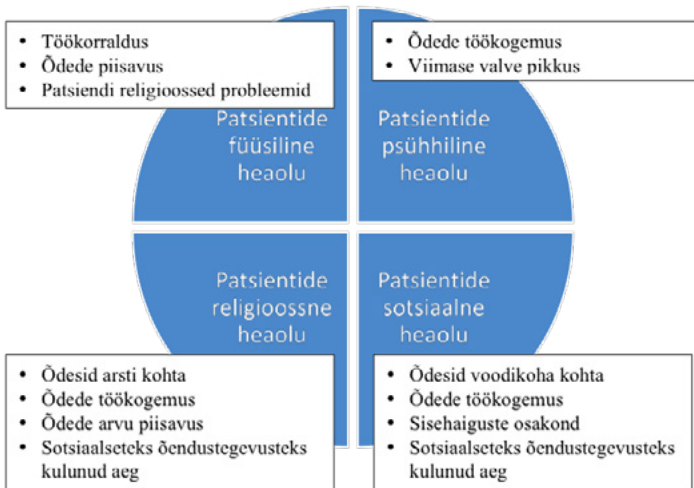 • Töökorraldus
• Õdede piisavus
• Patsiendi religioossed probleemid
Patsientide
füüsiline
heaolu
• Õdede töökogemus
• Viimase valve pikkus
Patsientide
psühhiline
heaolu
Patsientide
religioossne
heaolu
• Õdesid arsti kohta
• Õdede töökogemus
• Õdede arvu piisavus
• Sotsiaalseteks õendustegevusteks
kulunud aeg
Patsientide
sotsiaalne
heaolu
• Õdesid voodikoha kohta
• Õdede töökogemus
• Sisehaiguste osakond
• Sotsiaalseteks õendustegevusteks
kulunud aeg